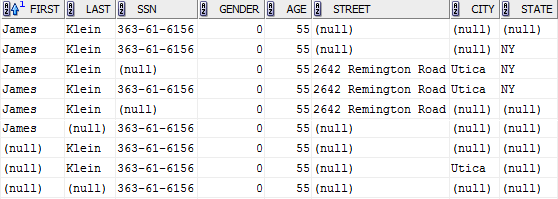 FIRST LAST SSN GENDER AGE STREET CITY STATE
James Klein 363-61-6156 0 55 (null) (null) (null)
James Klein 363-61-6156 0 55 (null) (null) NY
James Klein (null) 0 55 2642 Remington Road Utica NY
James Klein 363-61-6156 0 55 2642 Remington Road Utica NY
James Klein (null) 0 55 2642 Remington Road (null) (null)
James (null) 363-61-6156 0 55 (null) (null) (null)
(null) Klein 363-61-6156 0 55 (null) (null) (null)
(null) Klein 363-61-6156 0 55 (null) Utica (null)
(null) (null) 363-61-6156 0 55 (null) (null) (null)